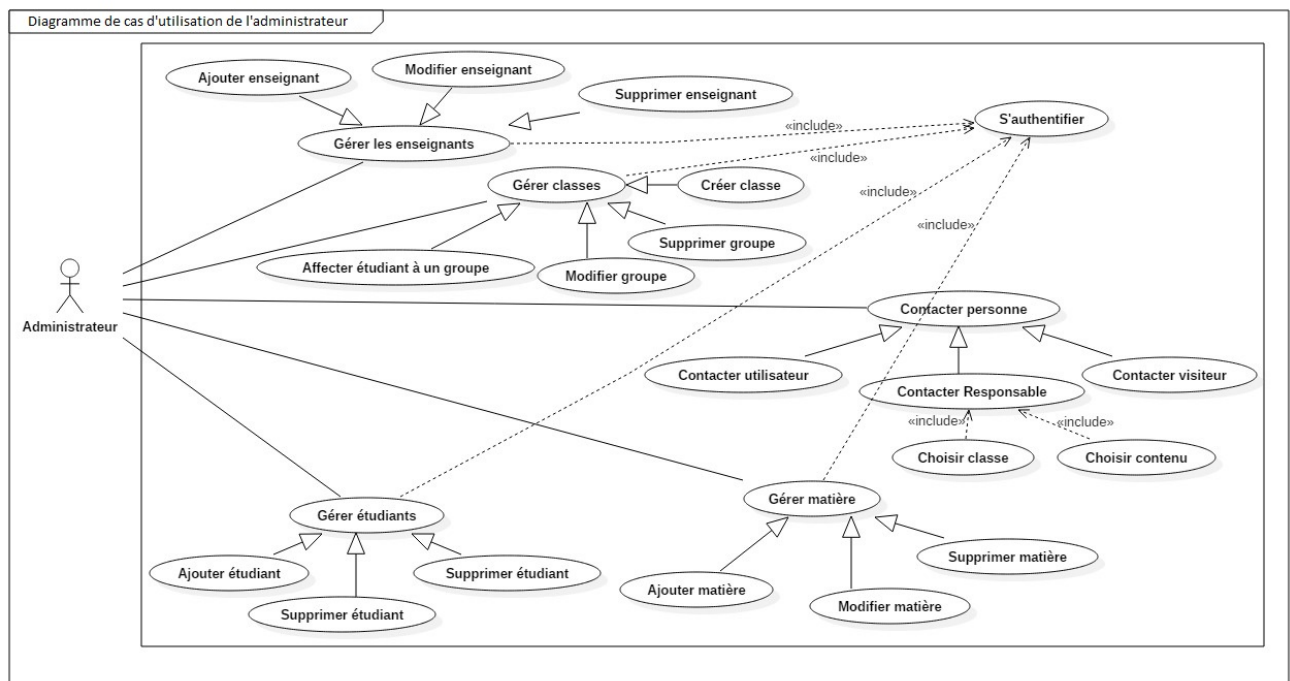 Diagramme de cas d'utilisation de l'administrateur
Ajouter enseignant
Modifier enseignant
Supprimer enseignant
Gérer les enseignants
«include»
S'authentifier
«include»
Gérer classes
Créer classe
«include»
«include»
Supprimer groupe
Affecter étudiant à un groupe
Modifier groupe
Administrateur
Contacter personne
Contacter utilisateur
Contacter Responsable
Contacter visiteur
«include»
«include»
Choisir classe
Choisir contenu
Gérer matière
Gérer étudiants
Supprimer matière
Ajouter étudiant
Supprimer étudiant
Ajouter matière
Modifier matière
Supprimer étudiant